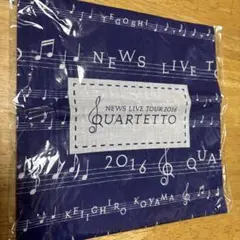 YEGOSHI
NEWS LIVE T
NEWS LIVE TOUR 2016
QUARTETTO
Y 2016 QUA
KEIICHIRO KOYAMA